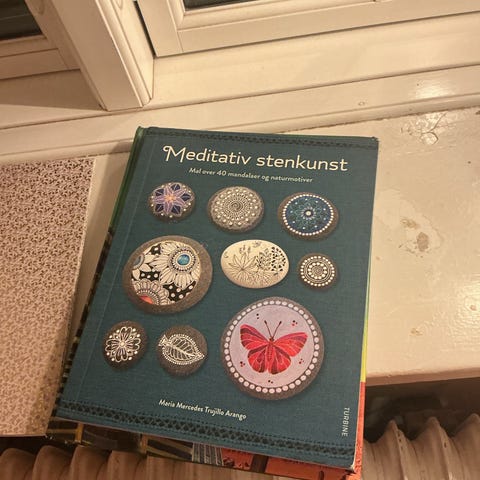 Meditativ stenkunst
Mal over 40 mandalaer og naturmotiver
Maria Mercedes Trujillo Arango
TURBINE